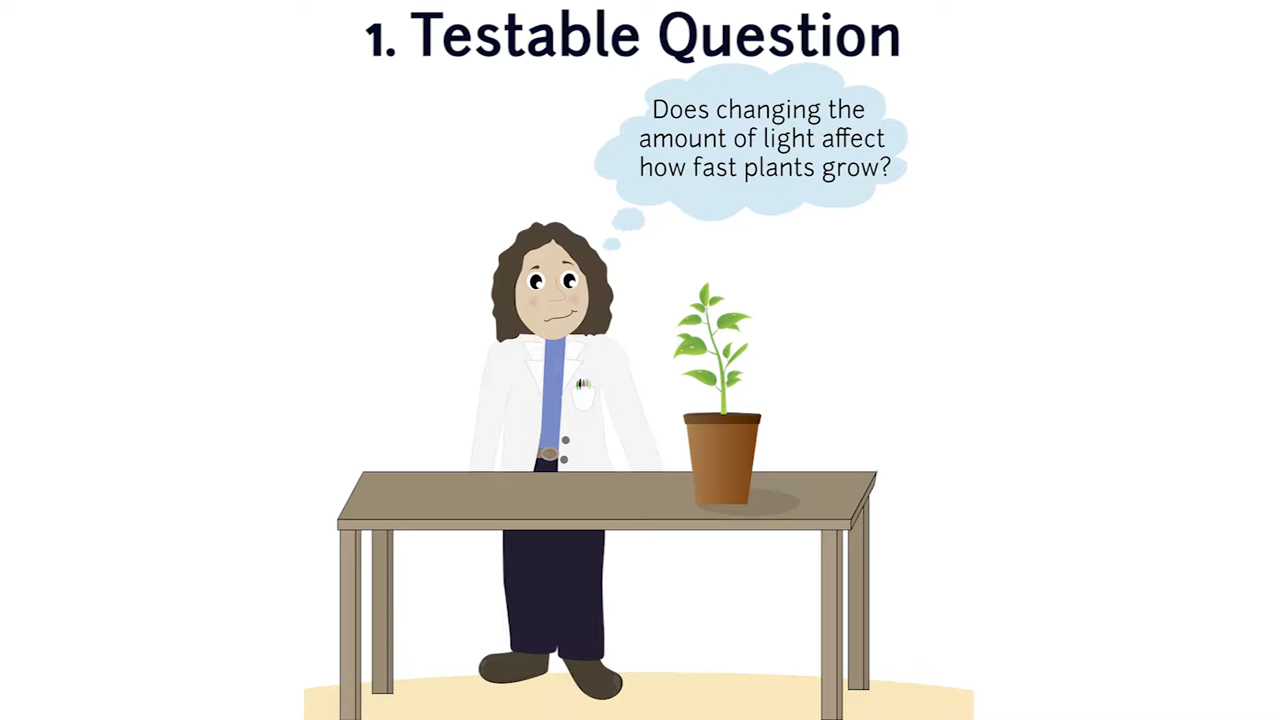 1. Testable Question
Does changing the
amount of light affect
how fast plants grow?